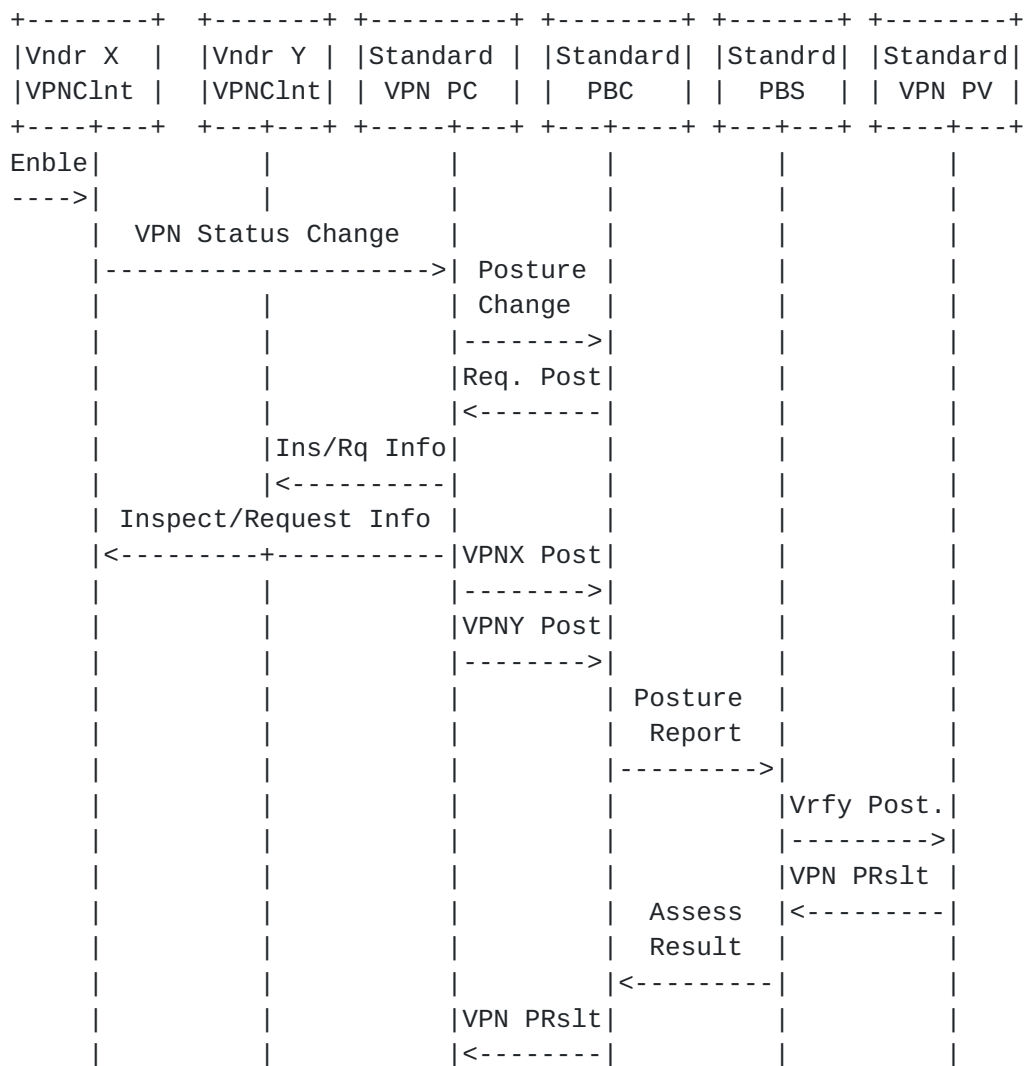 +--------+  +-------+ +---------+ +--------+ +-------+ +--------+
|Vndr X  |  |Vndr Y | |Standard | |Standard| |Standrd| |Standard|
|VPNClnt |  |VPNClnt| | VPN PC  | |  PBC   | |  PBS  | | VPN PV |
+----+---+  +---+---+ +-----+---+ +---+----+ +---+---+ +----+---+
Enble|          |           |         |          |          |
---->|          |           |         |          |          |
     |  VPN Status Change   |         |          |          |
     |--------------------->| Posture |          |          |
     |          |           | Change  |          |          |
     |          |           |-------->|          |          |
     |          |           |Req. Post|          |          |
     |          |           |<--------|          |          |
     |          |Ins/Rq Info|         |          |          |
     |          |<----------|         |          |          |
     | Inspect/Request Info |         |          |          |
     |<---------+-----------|VPNX Post|          |          |
     |          |           |-------->|          |          |
     |          |           |VPNY Post|          |          |
     |          |           |-------->|          |          |
     |          |           |         | Posture  |          |
     |          |           |         |  Report  |          |
     |          |           |         |--------->|          |
     |          |           |         |          |Vrfy Post.|
     |          |           |         |          |--------->|
     |          |           |         |          |VPN PRslt |
     |          |           |         |  Assess  |<---------|
     |          |           |         |  Result  |          |
     |          |           |         |<---------|          |
     |          |           |VPN PRslt|          |          |
     |          |           |<--------|          |          |